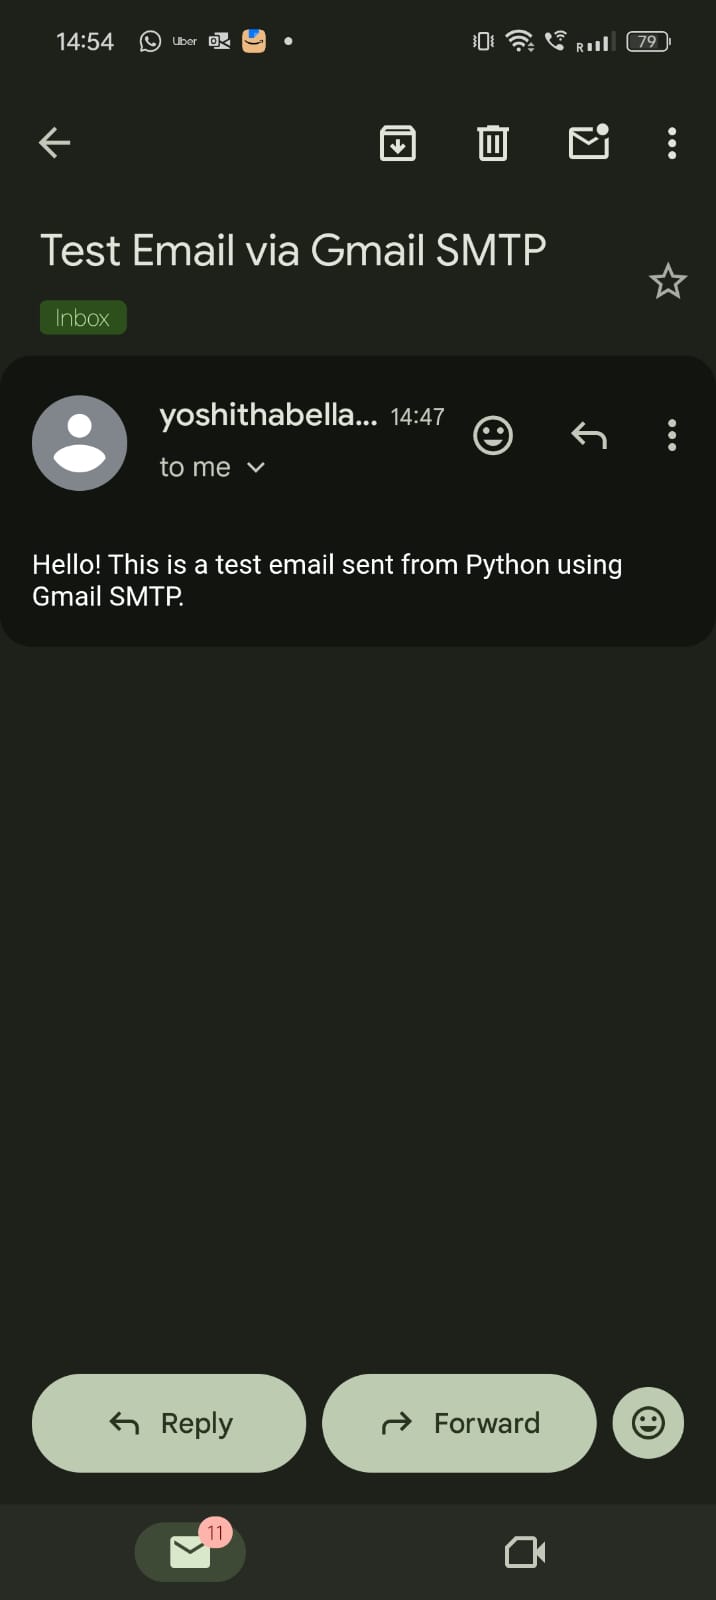 14:54 Uber 79
Test Email via Gmail SMTP
Inbox
yoshithabella... 14:47
to me
Hello! This is a test email sent from Python using
Gmail SMTP.
Reply Forward
11